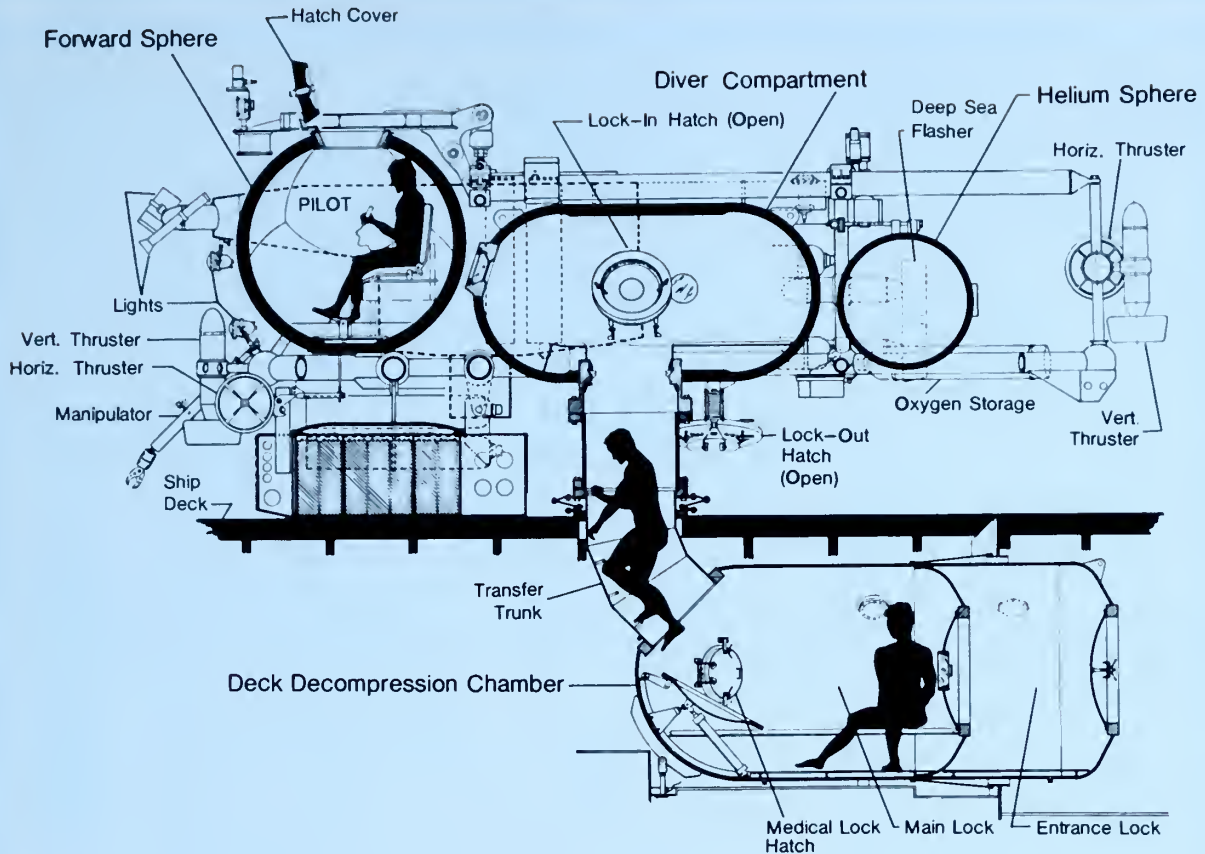 Hatch Cover
Forward Sphere
Diver Compartment
Lock-In Hatch (Open)
Deep Sea
Flasher
Helium Sphere
Horiz. Thruster
PILOT
Lights
Vert. Thruster
Horiz. Thruster
Manipulator
Oxygen Storage
Vert.
Thruster
Lock-Out
Hatch
(Open)
Ship
Deck
Transfer
Trunk
Deck Decompression Chamber
Medical Lock
Hatch
Main Lock
Entrance Lock